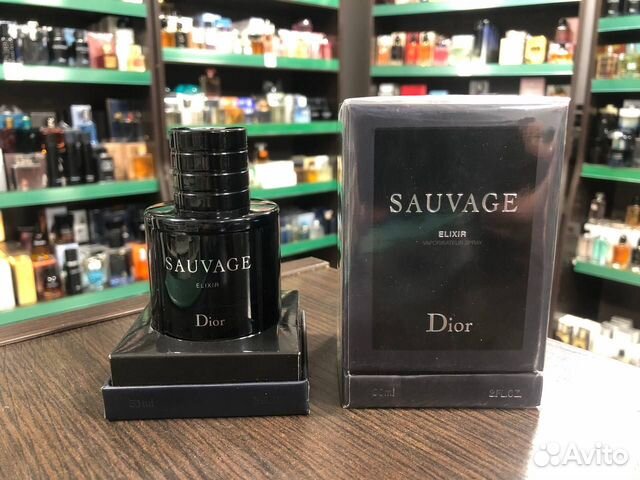 SAUVAGE
ELIXIR
Dior
SAUVAGE
ELIXIR
VAPORISATEUR SPRAY
Dior
Avito